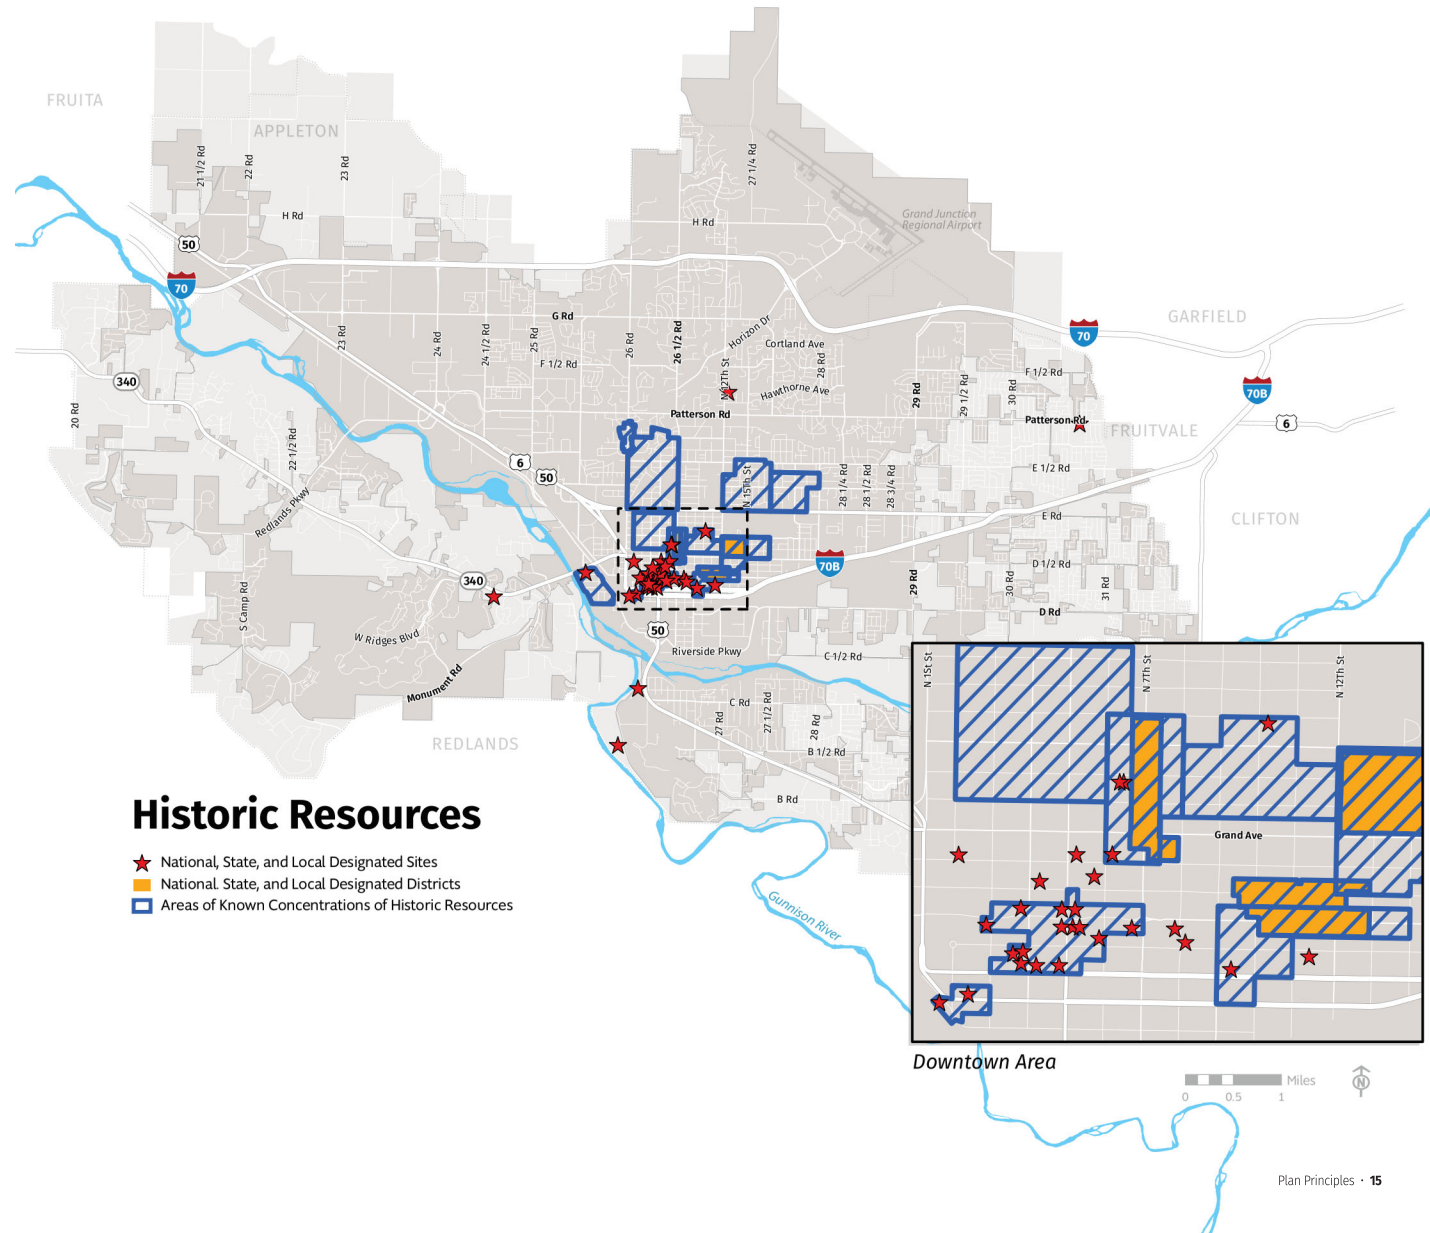 FRUITA
APPLETON
21 1/2 Rd
22 Rd
23 Rd
27 1/4 Rd
H Rd
H Rd
Grand Junction
Regional Airport
50
70
GARFIELD
G Rd
70
23 Rd
24 Rd
24 1/2 Rd
25 Rd
26 Rd
26 1/2 Rd
Horizon Dr
Cortland Ave
F 1/2 Rd
28 Rd
F 1/2 Rd
340
N 12Th St
Hawthorne Ave
29 Rd
29 1/2 Rd
30 Rd
70B
20 Rd
Patterson Rd
Patterson Rd
6
FRUITVALE
22 1/2 Rd
6
50
N 15Th St
28 1/4 Rd
28 1/2 Rd
28 3/4 Rd
E 1/2 Rd
Redlands Pkwy
E Rd
CLIFTON
70B
D 1/2 Rd
340
29 Rd
30 Rd
31 Rd
S Camp Rd
D Rd
W Ridges Blvd
50
Riverside Pkwy
C 1/2 Rd
Monument Rd
C Rd
27 Rd
27 1/2 Rd
28 Rd
B 1/2 Rd
REDLANDS
B Rd
N 1St St
N 7Th St
N 12Th St
Grand Ave
Historic Resources
National, State, and Local Designated Sites
National. State, and Local Designated Districts
Areas of Known Concentrations of Historic Resources
Gunnison River
Downtown Area
Miles
0 0.5 1
N
Plan Principles · 15